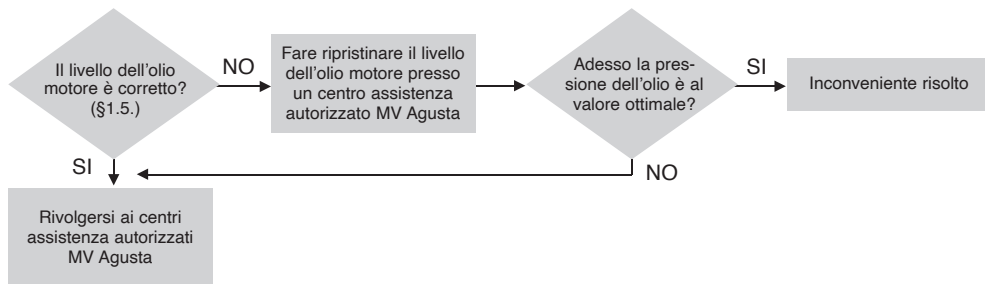 Il livello dell'olio
motore è corretto?
(§1.5.)
NO
Fare ripristinare il livello
dell'olio motore presso
un centro assistenza
autorizzato MV Agusta
Adesso la pres-
sione dell'olio è al
valore ottimale?
SI
Inconveniente risolto
SI
NO
Rivolgersi ai centri
assistenza autorizzati
MV Agusta